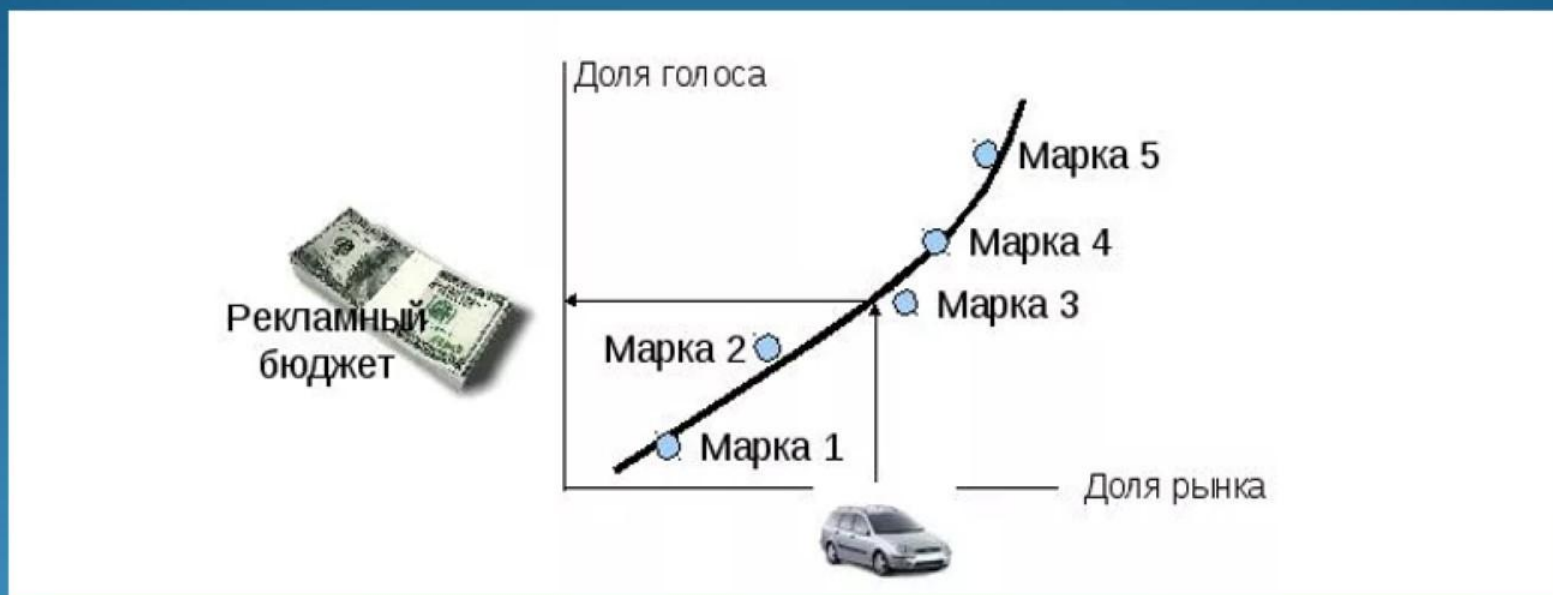 Доля голоса
Марка 5
Марка 4
Марка 3
Рекламный
бюджет
Марка 2
Марка 1
Доля рынка